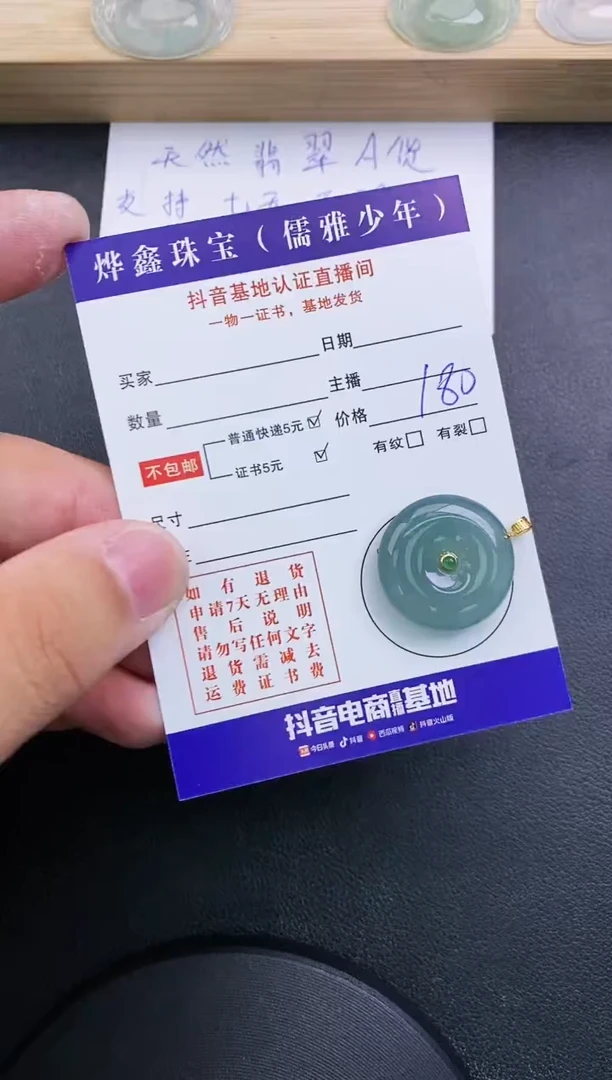 天然翡翠A货
支持
烨鑫珠宝（儒雅少年）
抖音基地认证直播间
一物一证书，基地发货
买家 日期
数量 主播
180
不包邮 普通快递5元☑ 价格
证书5元☑ 有纹□ 有裂□
尺寸
如有退货
申请7天无理由
售后说明
请勿写任何文字
退货需减去
运费证书费
抖音电商直播基地
今日头条 抖音 西瓜视频 抖音火山版